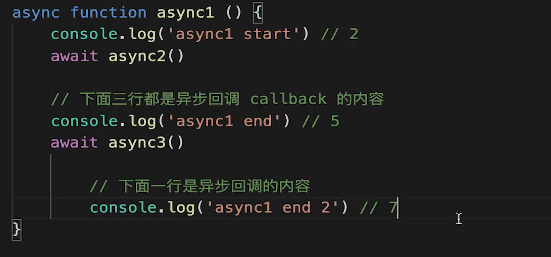 async function async1 () {
console.log('async1 start') // 2
await async2()
// 下面三行都是异步回调 callback 的内容
console.log('async1 end') // 5
await async3()
// 下面一行是异步回调的内容
console.log('async1 end 2') // 7
}